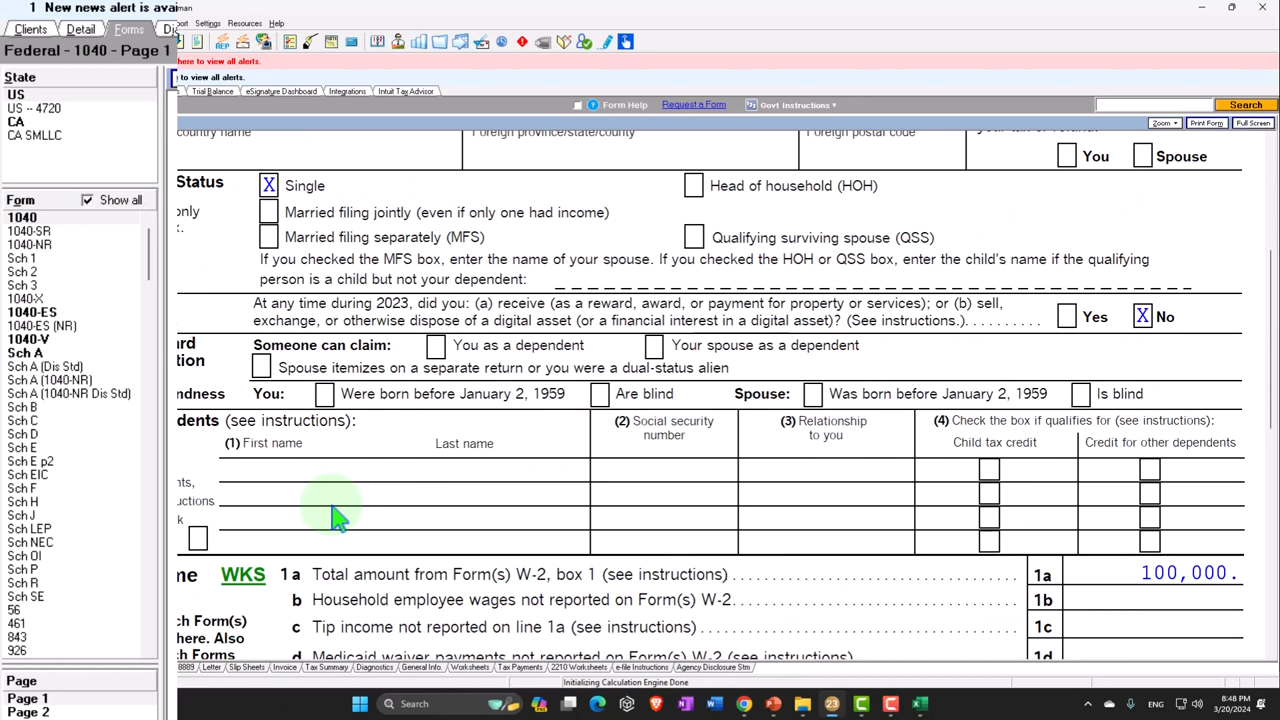 1 New news alert is avai
man
Clients Detail Forms
port Settings Resources Help
REP
Federal - 1040 - Page 1
here to view all alerts.
to view all alerts.
Trial Balance eSignature Dashboard Integrations Intuit Tax Advisor
Form Help Request a Form Govt Instructions Search
Zoom Print Form Full Screen
State
US
US -- 4720
CA
CA SMLLC
Form Show all
1040
1040-SR
1040-NR
Sch 1
Sch 2
Sch 3
1040-X
1040-ES
1040-ES (NR)
1040-V
Sch A
Sch A (Dis Std)
Sch A (1040-NR)
Sch A (1040-NR Dis Std)
Sch B
Sch C
Sch D
Sch E
Sch E p2
Sch EIC
Sch F
Sch H
Sch J
Sch LEP
Sch NEC
Sch OI
Sch P
Sch R
Sch SE
56
461
843
926
Page
Page 1
Page 2
country name Foreign province/state/county Foreign postal code your tax or refund.
You Spouse
Status X Single Head of household (HOH)
only Married filing jointly (even if only one had income)
x. Married filing separately (MFS) Qualifying surviving spouse (QSS)
If you checked the MFS box, enter the name of your spouse. If you checked the HOH or QSS box, enter the child's name if the qualifying
person is a child but not your dependent:
At any time during 2023, did you: (a) receive (as a reward, award, or payment for property or services); or (b) sell,
exchange, or otherwise dispose of a digital asset (or a financial interest in a digital asset)? (See instructions.) Yes X No
ard Someone can claim: You as a dependent Your spouse as a dependent
tion Spouse itemizes on a separate return or you were a dual-status alien
ndness You: Were born before January 2, 1959 Are blind Spouse: Was born before January 2, 1959 Is blind
dents (see instructions): (2) Social security number (3) Relationship to you (4) Check the box if qualifies for (see instructions):
(1) First name Last name Child tax credit Credit for other dependents
nts,
uctions
k
me WKS 1 a Total amount from Form(s) W-2, box 1 (see instructions) 1a 100,000.
b Household employee wages not reported on Form(s) W-2 1b
ch Form(s) c Tip income not reported on line 1a (see instructions) 1c
here. Also
ch Forms d Medicaid waiver payments not reported on Form(s) W-2 (see instructions) 1d
8889 Letter Slip Sheets Invoice Tax Summary Diagnostics General Info. Worksheets Tax Payments 2210 Worksheets e-file Instructions Agency Disclosure Stm
Initializing Calculation Engine Done
Search 23 ENG 8:48 PM
3/20/2024